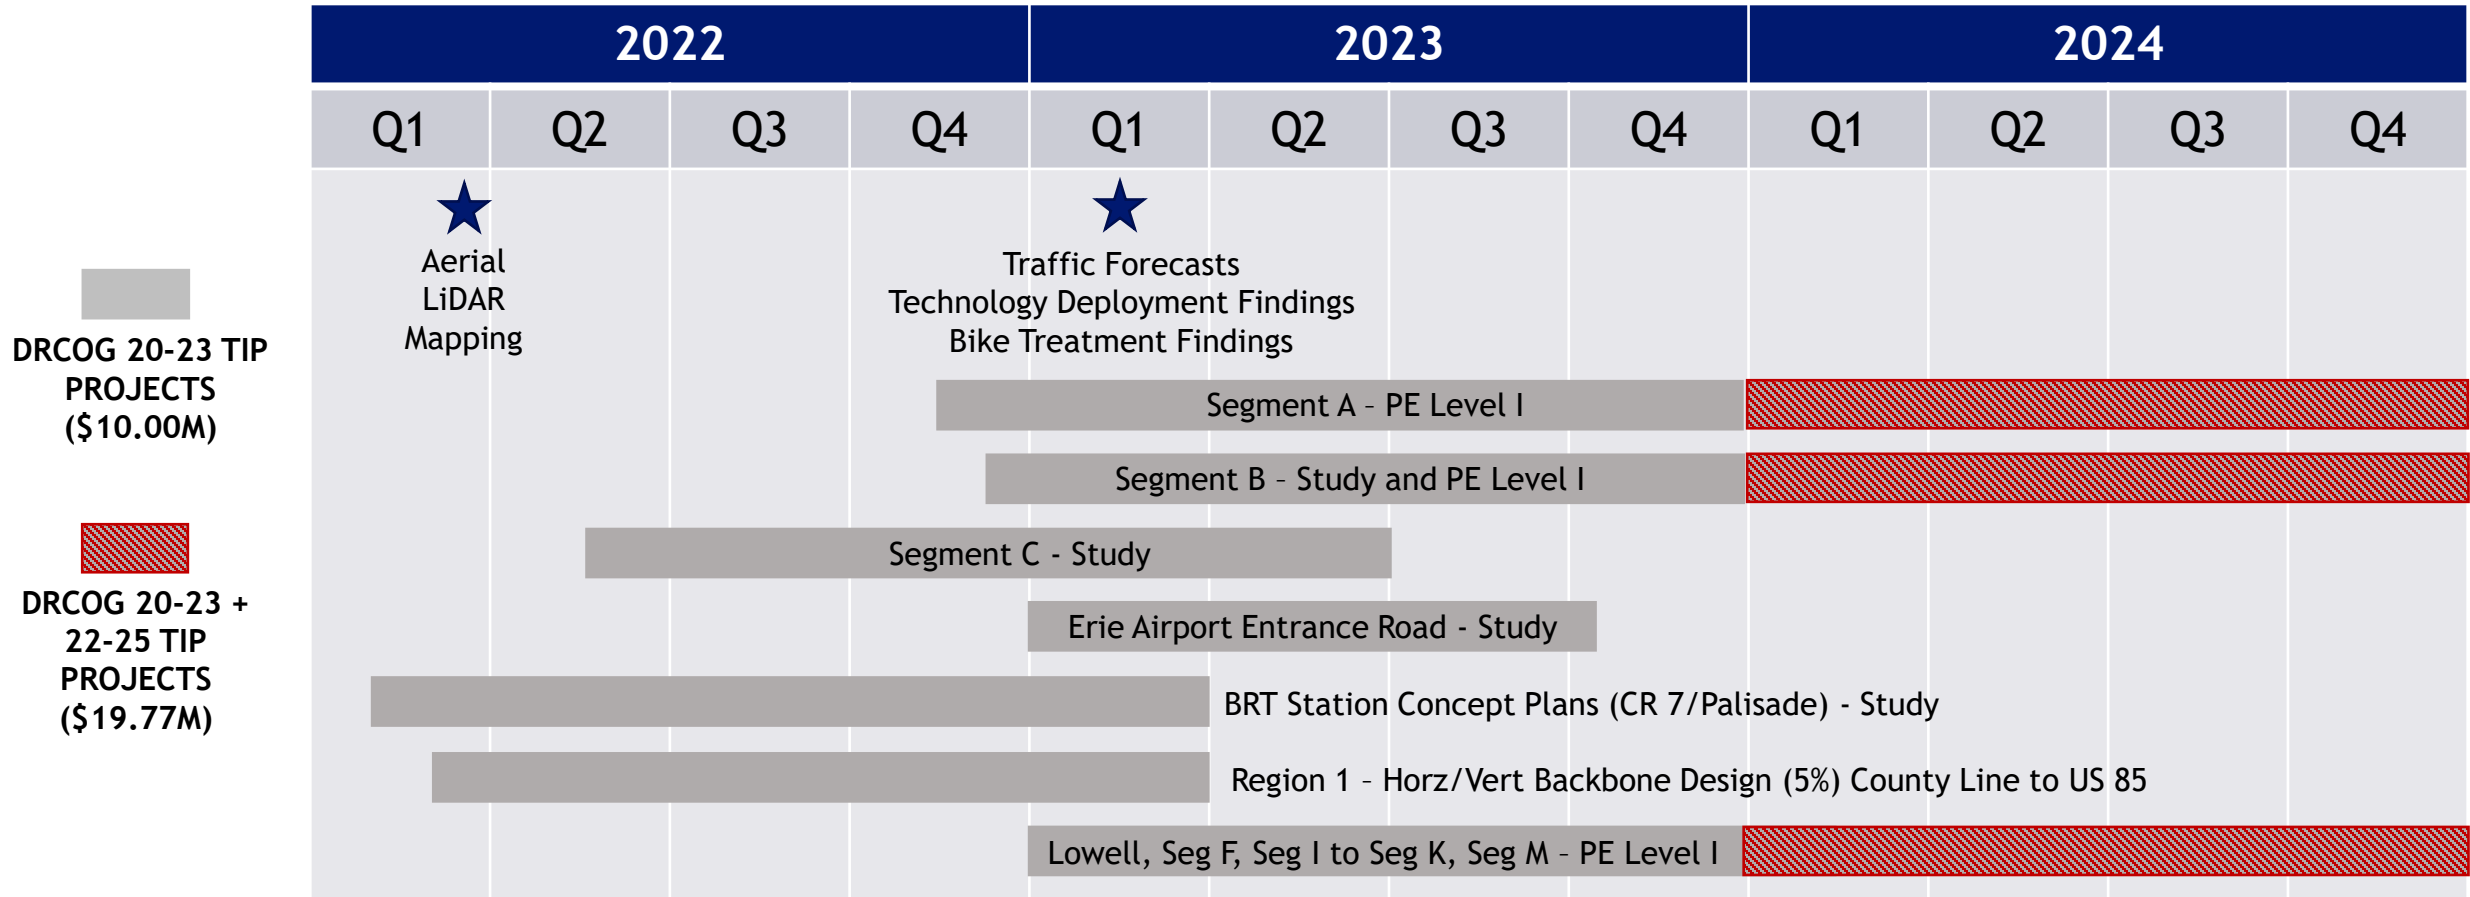 2022
2023
2024
Q1
Q2
Q3
Q4
Q1
Q2
Q3
Q4
Q1
Q2
Q3
Q4
Aerial
LiDAR
Mapping
Traffic Forecasts
Technology Deployment Findings
Bike Treatment Findings
DRCOG 20-23 TIP
PROJECTS
($10.00M)
DRCOG 20-23 +
22-25 TIP
PROJECTS
($19.77M)
Segment A – PE Level I
Segment B – Study and PE Level I
Segment C - Study
Erie Airport Entrance Road - Study
BRT Station Concept Plans (CR 7/Palisade) - Study
Region 1 – Horz/Vert Backbone Design (5%) County Line to US 85
Lowell, Seg F, Seg I to Seg K, Seg M – PE Level I